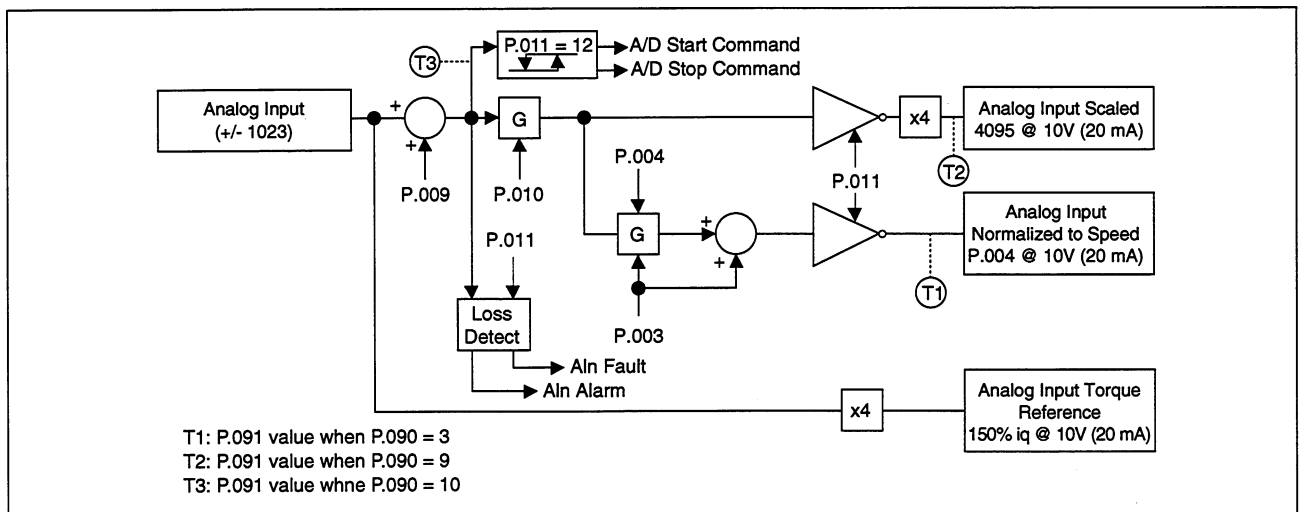 P.011 = 12
A/D Start Command
A/D Stop Command
T3
Analog Input
(+/- 1023)
+
+
P.009
G
P.010
P.004
P.011
x4
T2
Analog Input Scaled
4095 @ 10V (20 mA)
G
+
+
P.003
T1
Analog Input
Normalized to Speed
P.004 @ 10V (20 mA)
P.011
Loss
Detect
AIn Fault
AIn Alarm
x4
Analog Input Torque
Reference
150% iq @ 10V (20 mA)
T1: P.091 value when P.090 = 3
T2: P.091 value when P.090 = 9
T3: P.091 value whne P.090 = 10